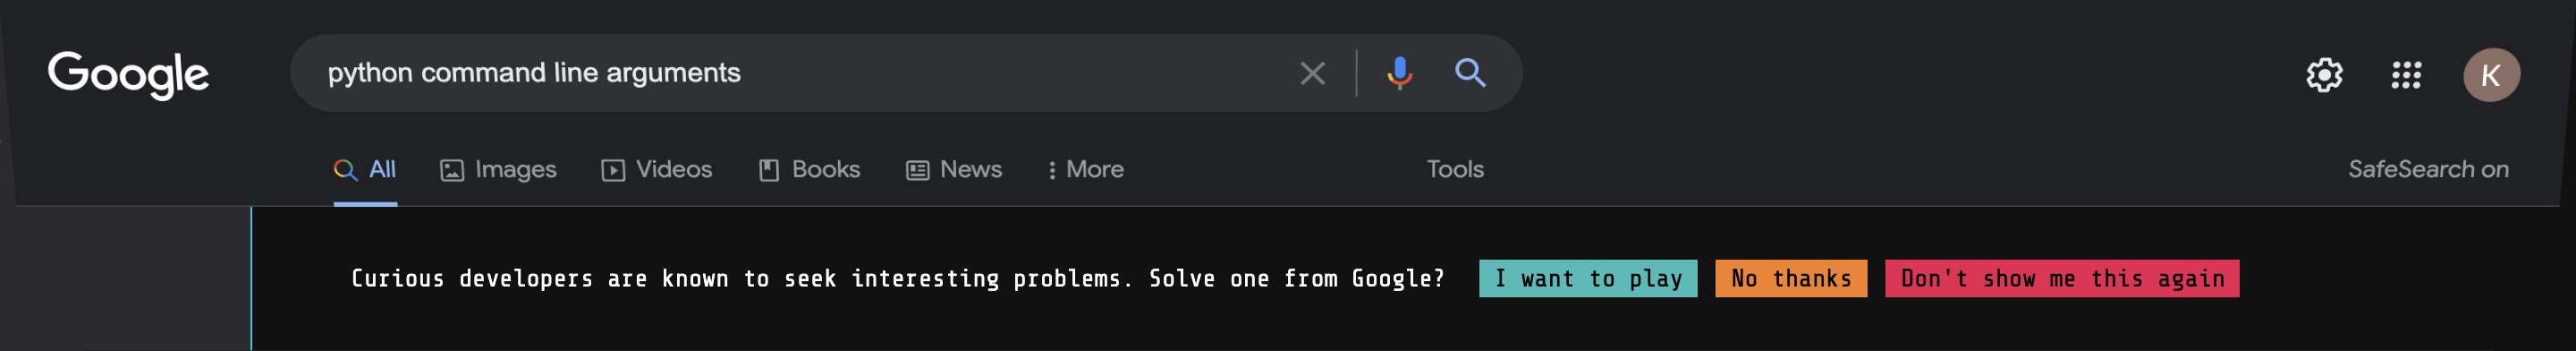 Google python command line arguments K
All Images Videos Books News More Tools SafeSearch on
Curious developers are known to seek interesting problems. Solve one from Google? I want to play No thanks Don't show me this again